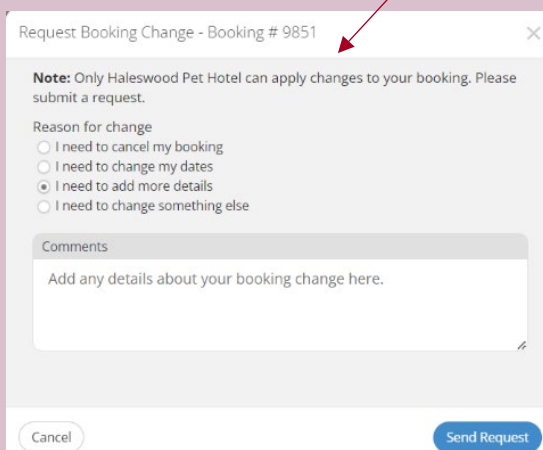 Request Booking Change - Booking # 9851
Note: Only Haleswood Pet Hotel can apply changes to your booking. Please
submit a request.
Reason for change
I need to cancel my booking
I need to change my dates
I need to add more details
I need to change something else
Comments
Add any details about your booking change here.
Cancel
Send Request